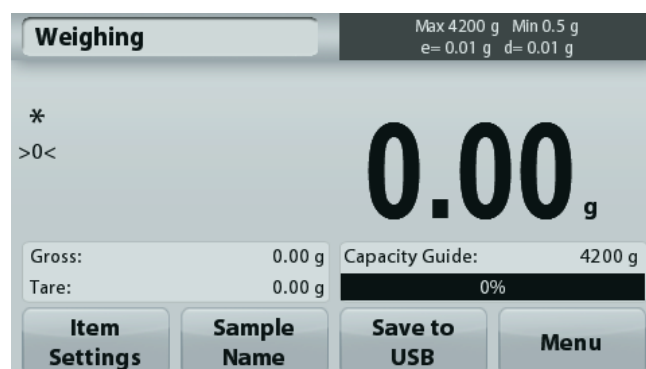 Weighing
Max 4200 g Min 0.5 g
e= 0.01 g d= 0.01 g
*
>0<
0.00 g
Gross: 0.00 g
Tare: 0.00 g
Capacity Guide: 4200 g
0%
Item
Settings
Sample
Name
Save to
USB
Menu